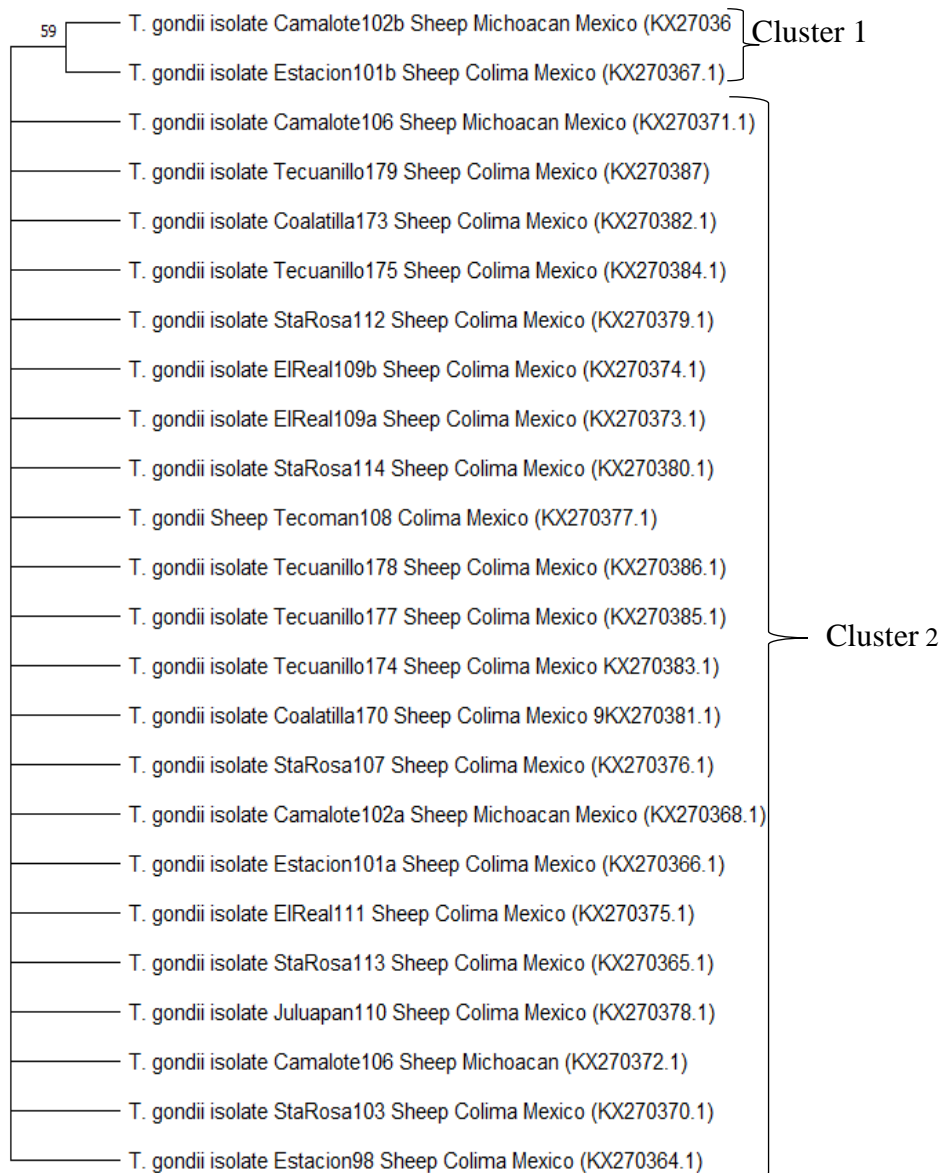 59
T. gondii isolate Camalote102b Sheep Michoacan Mexico (KX27036
Cluster 1
T. gondii isolate Estacion101b Sheep Colima Mexico (KX270367.1)
T. gondii isolate Camalote106 Sheep Michoacan Mexico (KX270371.1)
T. gondii isolate Tecuanillo179 Sheep Colima Mexico (KX270387)
T. gondii isolate Coalatilla173 Sheep Colima Mexico (KX270382.1)
T. gondii isolate Tecuanillo175 Sheep Colima Mexico (KX270384.1)
T. gondii isolate StaRosa112 Sheep Colima Mexico (KX270379.1)
T. gondii isolate ElReal109b Sheep Colima Mexico (KX270374.1)
T. gondii isolate ElReal109a Sheep Colima Mexico (KX270373.1)
T. gondii isolate StaRosa114 Sheep Colima Mexico (KX270380.1)
T. gondii Sheep Tecoman108 Colima Mexico (KX270377.1)
T. gondii isolate Tecuanillo178 Sheep Colima Mexico (KX270386.1)
T. gondii isolate Tecuanillo177 Sheep Colima Mexico (KX270385.1)
Cluster 2
T. gondii isolate Tecuanillo174 Sheep Colima Mexico KX270383.1)
T. gondii isolate Coalatilla170 Sheep Colima Mexico 9KX270381.1)
T. gondii isolate StaRosa107 Sheep Colima Mexico (KX270376.1)
T. gondii isolate Camalote102a Sheep Michoacan Mexico (KX270368.1)
T. gondii isolate Estacion101a Sheep Colima Mexico (KX270366.1)
T. gondii isolate ElReal111 Sheep Colima Mexico (KX270375.1)
T. gondii isolate StaRosa113 Sheep Colima Mexico (KX270365.1)
T. gondii isolate Juluapan110 Sheep Colima Mexico (KX270378.1)
T. gondii isolate Camalote106 Sheep Michoacan (KX270372.1)
T. gondii isolate StaRosa103 Sheep Colima Mexico (KX270370.1)
T. gondii isolate Estacion98 Sheep Colima Mexico (KX270364.1)